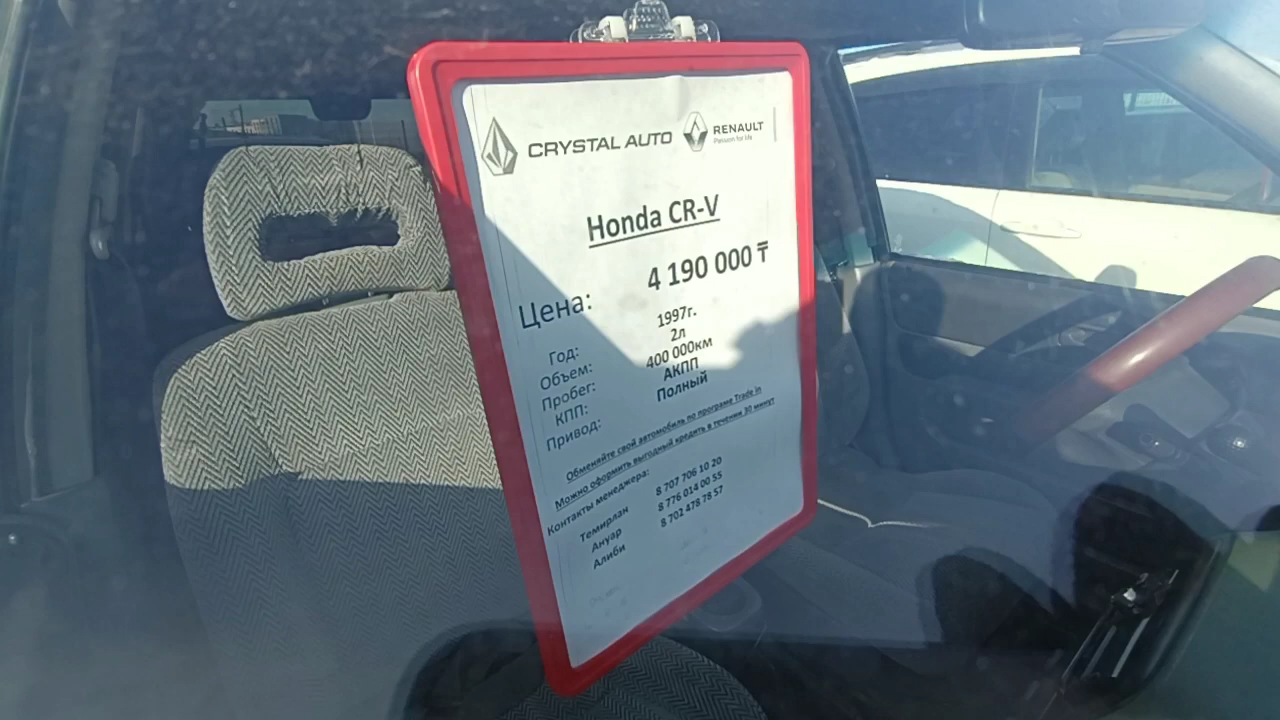 CRYSTAL AUTO RENAULT
Passion for life
Honda CR-V
Цена: 4 190 000 ₸
Год: 1997г.
Объем: 2л
Пробег: 400 000км
КПП: АКПП
Привод: Полный
Обменяйте свой автомобиль по програме Trade in
Можно оформить выгодный кредит в течении 30 минут
Контакты менеджера:
Темирлан 8 707 706 10 20
Ануар 8 776 014 00 55
Алиби 8 702 478 78 57